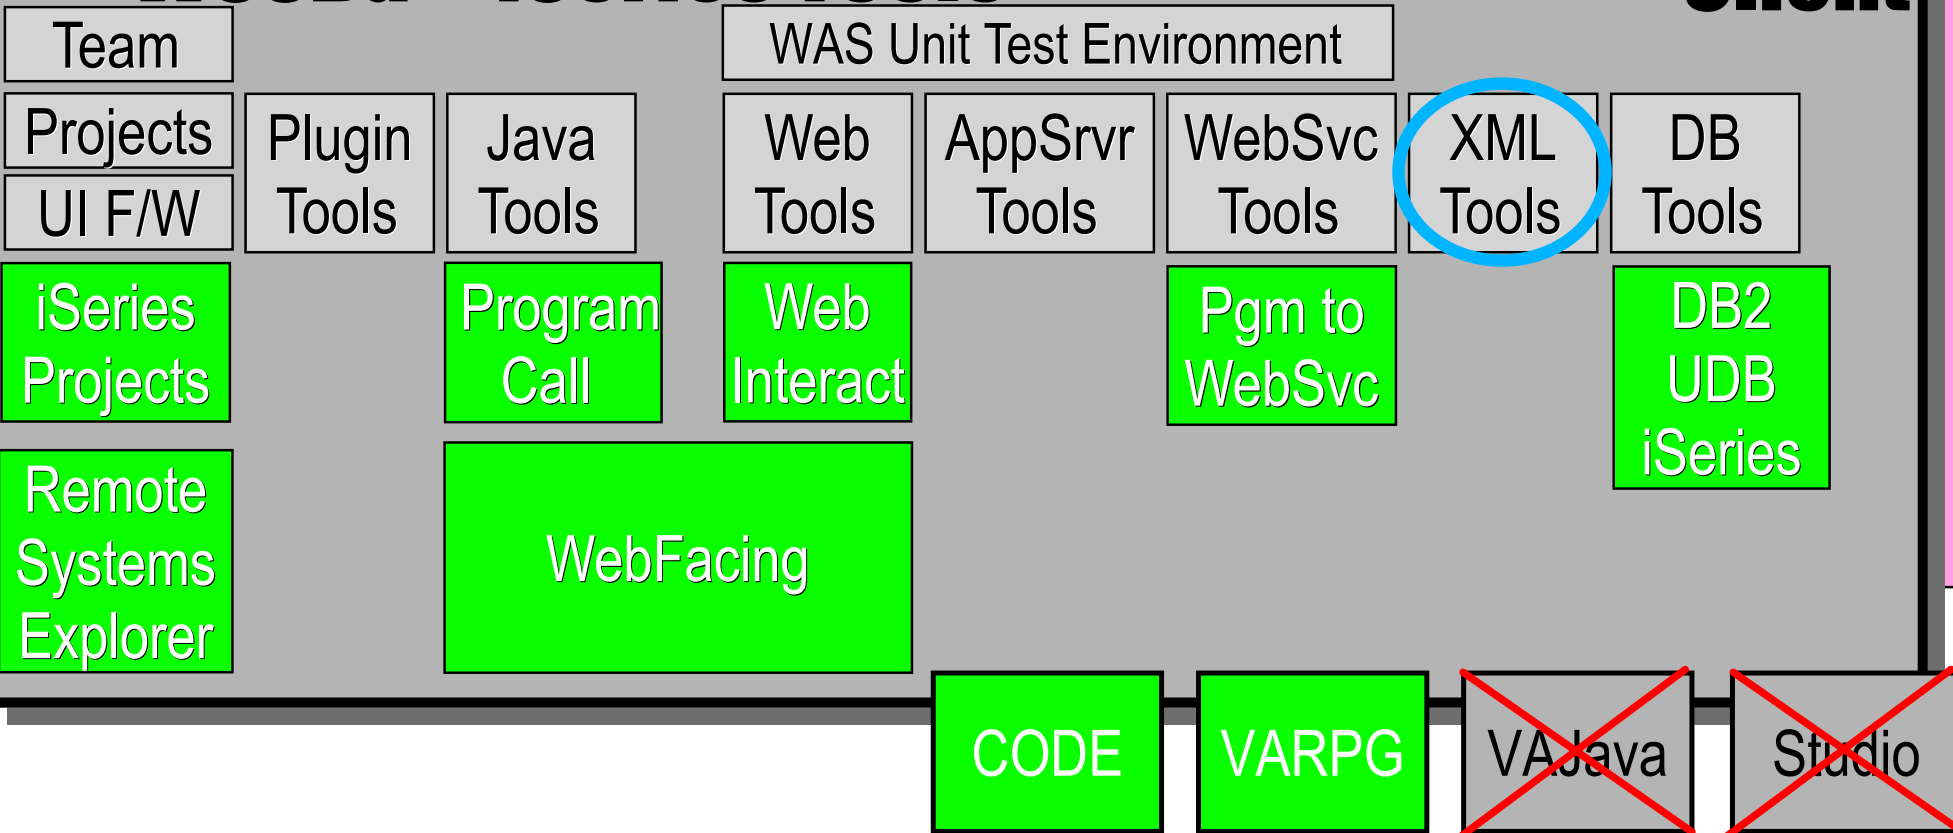 Team
WAS Unit Test Environment
Projects
UI F/W
Plugin
Tools
Java
Tools
Web
Tools
AppSrvr
Tools
WebSvc
Tools
XML
Tools
DB
Tools
iSeries
Projects
Program
Call
Web
Interact
Pgm to
WebSvc
DB2
UDB
iSeries
Remote
Systems
Explorer
WebFacing
CODE
VARPG
VAJava
Studio